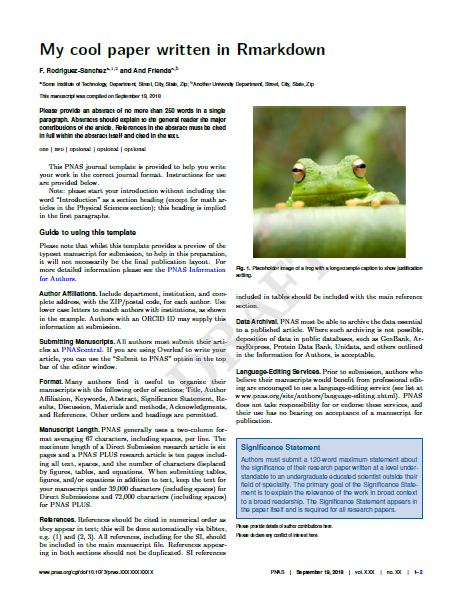 My cool paper written in Rmarkdown
F. Rodriguez-Sanchez^a,1,2 and And Friends^a,b
^a Some Institute of Technology, Department, Street, City, State, Zip; ^b Another University Department, Street, City, State, Zip
This manuscript was compiled on September 19, 2018
Please provide an abstract of no more than 250 words in a single
paragraph. Abstracts should explain to the general reader the major
contributions of the article. References in the abstract must be cited
in full within the abstract itself and cited in the text.
one | two | optional | optional | optional
This PNAS journal template is provided to help you write
your work in the correct journal format. Instructions for use
are provided below.
Note: please start your introduction without including the
word “Introduction” as a section heading (except for math ar-
ticles in the Physical Sciences section); this heading is implied
in the first paragraphs.
Guide to using this template
Please note that whilst this template provides a preview of the
typeset manuscript for submission, to help in this preparation,
it will not necessarily be the final publication layout. For
more detailed information please see the PNAS Information
for Authors.
Author Affiliations. Include department, institution, and com-
plete address, with the ZIP/postal code, for each author. Use
lower case letters to match authors with institutions, as shown
in the example. Authors with an ORCID ID may supply this
information at submission.
Submitting Manuscripts. All authors must submit their arti-
cles at PNAScentral. If you are using Overleaf to write your
article, you can use the “Submit to PNAS” option in the top
bar of the editor window.
Format. Many authors find it useful to organize their
manuscripts with the following order of sections; Title, Author
Affiliation, Keywords, Abstract, Significance Statement, Re-
sults, Discussion, Materials and methods, Acknowledgments,
and References. Other orders and headings are permitted.
Manuscript Length. PNAS generally uses a two-column for-
mat averaging 67 characters, including spaces, per line. The
maximum length of a Direct Submission research article is six
pages and a PNAS PLUS research article is ten pages includ-
ing all text, spaces, and the number of characters displaced
by figures, tables, and equations. When submitting tables,
figures, and/or equations in addition to text, keep the text for
your manuscript under 39,000 characters (including spaces) for
Direct Submissions and 72,000 characters (including spaces)
for PNAS PLUS.
References. References should be cited in numerical order as
they appear in text; this will be done automatically via bibtex,
e.g. (1) and (2, 3). All references, including for the SI, should
be included in the main manuscript file. References appear-
ing in both sections should not be duplicated. SI references
Fig. 1. Placeholder image of a frog with a long example caption to show justification
setting.
included in tables should be included with the main reference
section.
Data Archival. PNAS must be able to archive the data essential
to a published article. Where such archiving is not possible,
deposition of data in public databases, such as GenBank, Ar-
rayExpress, Protein Data Bank, Unidata, and others outlined
in the Information for Authors, is acceptable.
Language-Editing Services. Prior to submission, authors who
believe their manuscripts would benefit from professional edit-
ing are encouraged to use a language-editing service (see list at
www.pnas.org/site/authors/language-editing.xhtml). PNAS
does not take responsibility for or endorse these services, and
their use has no bearing on acceptance of a manuscript for
publication.
Significance Statement
Authors must submit a 120-word maximum statement about
the significance of their research paper written at a level under-
standable to an undergraduate educated scientist outside their
field of speciality. The primary goal of the Significance State-
ment is to explain the relevance of the work in broad context
to a broad readership. The Significance Statement appears in
the paper itself and is required for all research papers.
Please provide details of author contributions here.
Please declare any conflict of interest here.
www.pnas.org/cgi/doi/10.1073/pnas.XXXXXXXXXX
PNAS | September 19, 2018 | vol. XXX | no. XX | 1–2
DRAFT